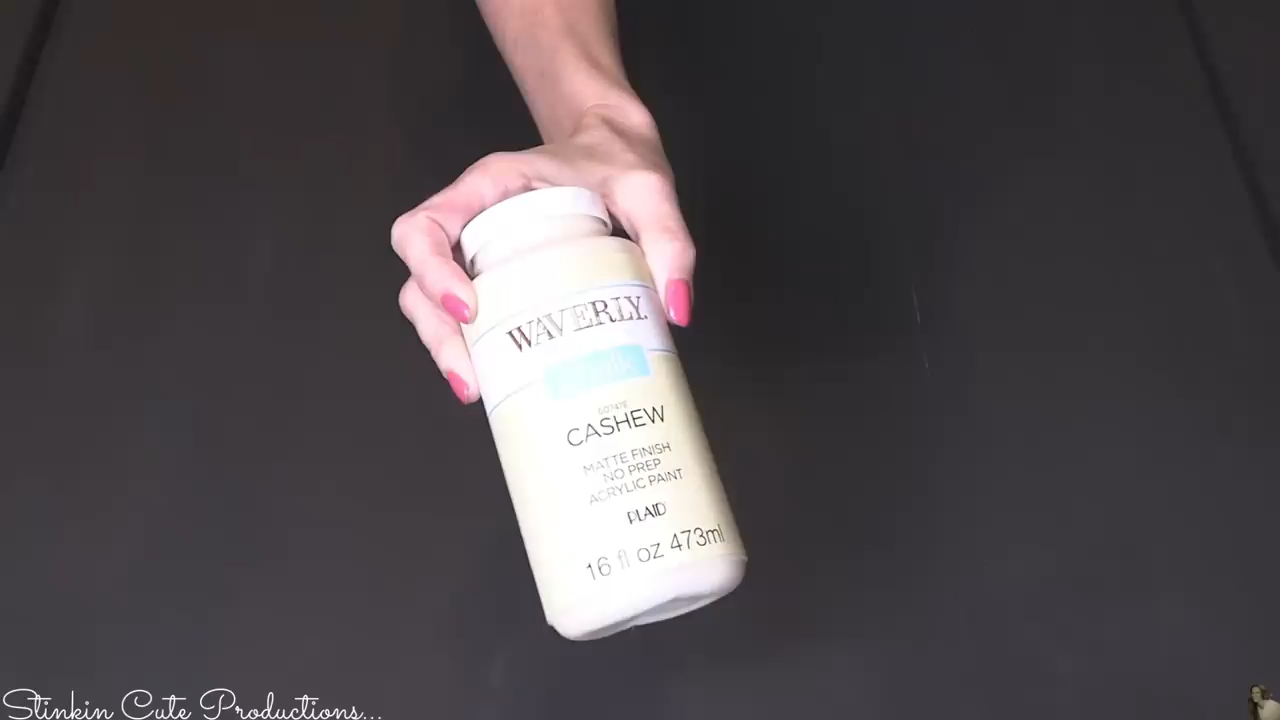 WAVERLY.
CASHEW
MATTE FINISH
NO PREP
ACRYLIC PAINT
PLAID
16 fl oz 473ml
Stinkin Cute Productions...